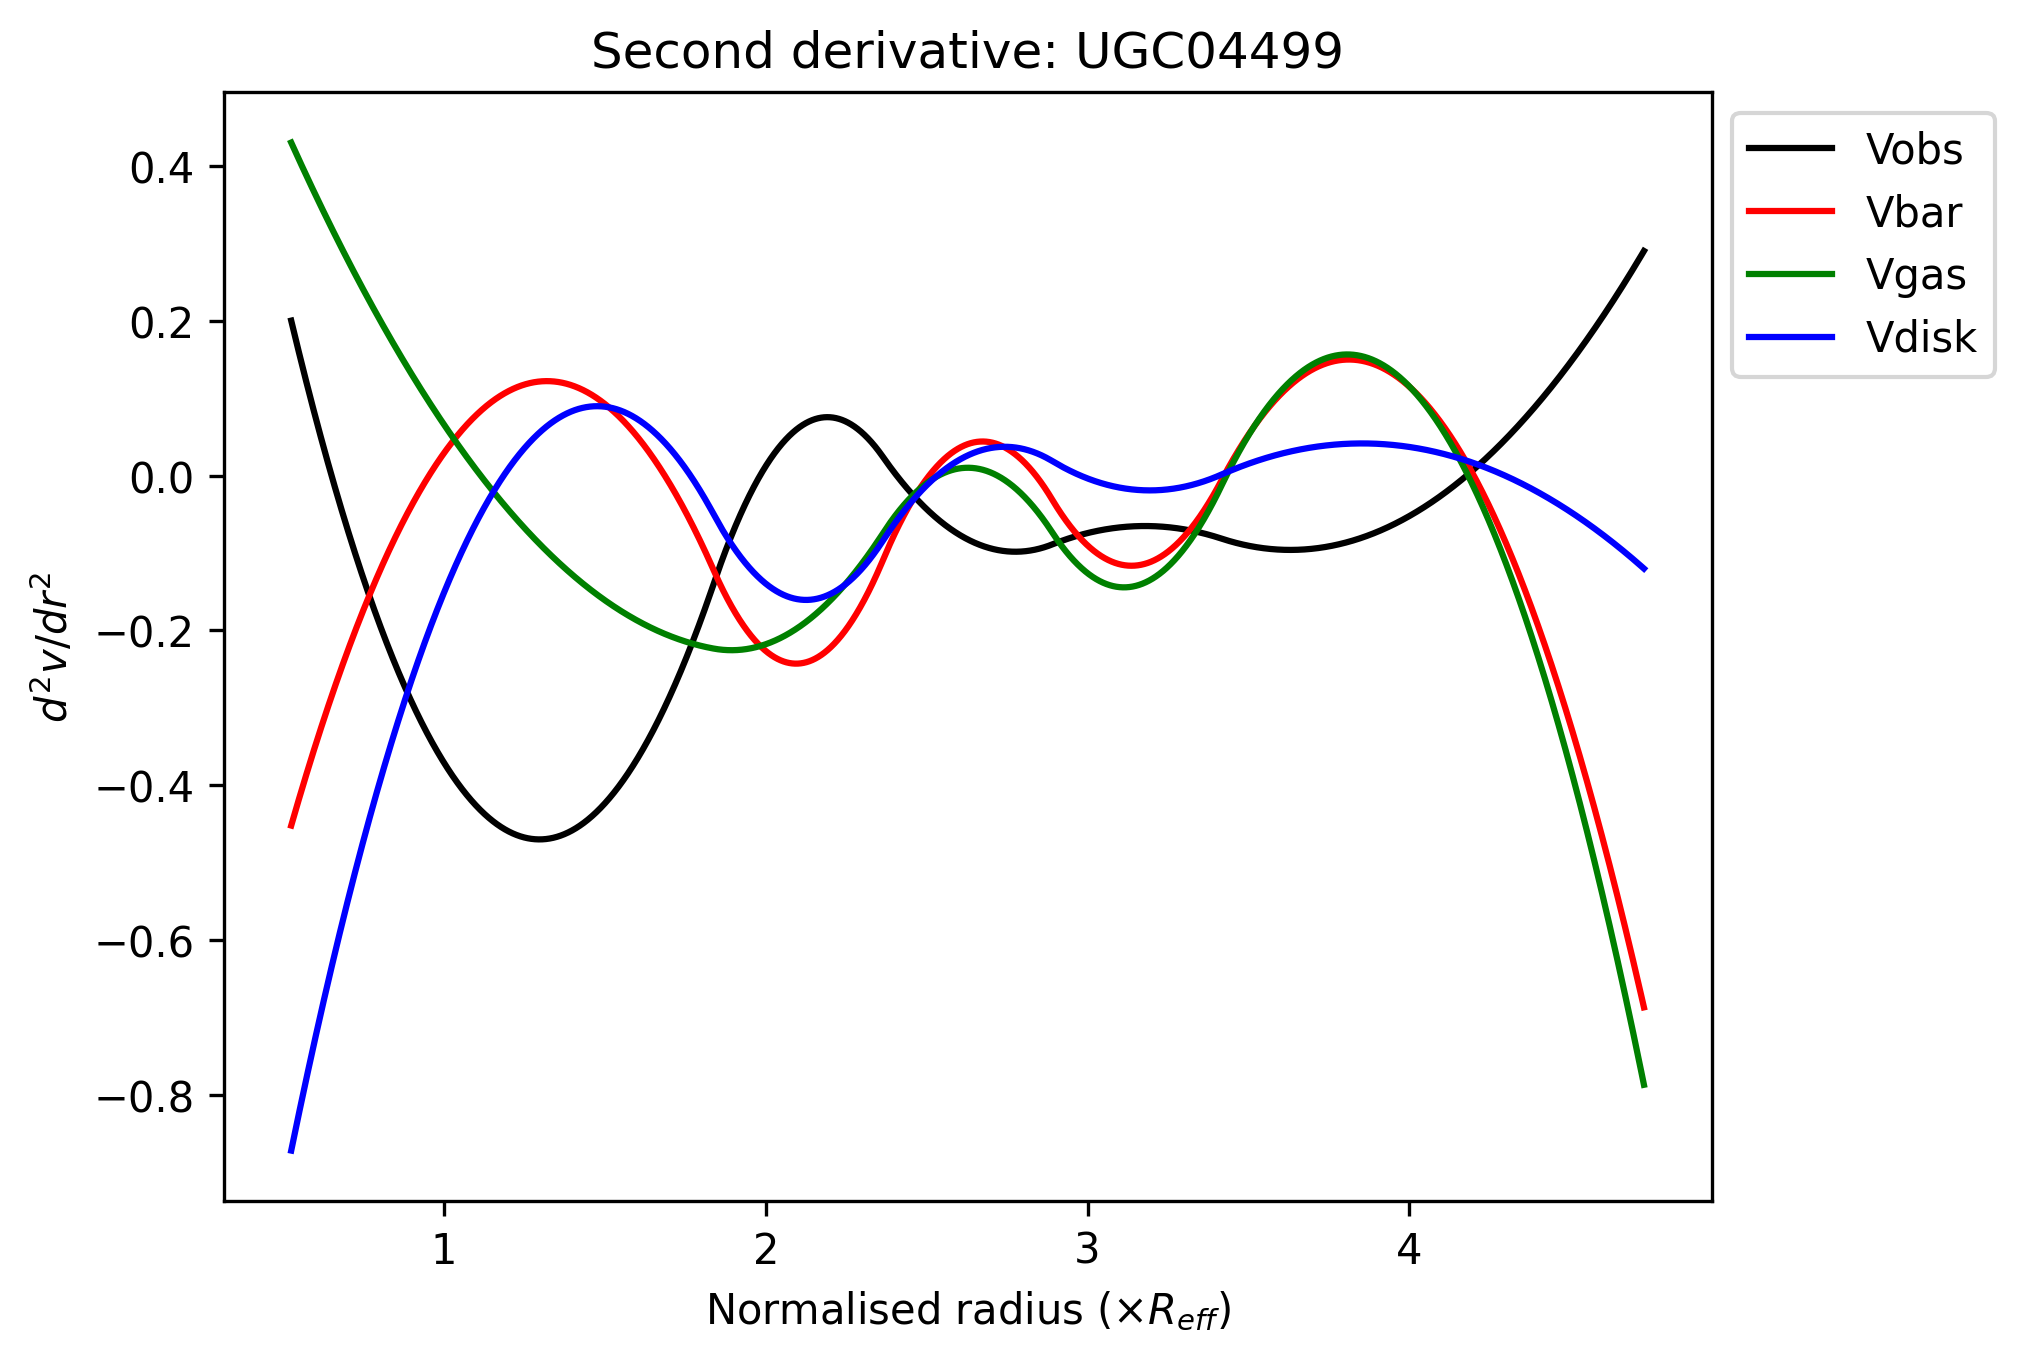 Second derivative: UGC04499
Vobs
Vbar
Vgas
Vdisk
0.4
0.2
0.0
−0.2
−0.4
−0.6
−0.8
d²v/dr²
1 2 3 4
Normalised radius (×R_eff)